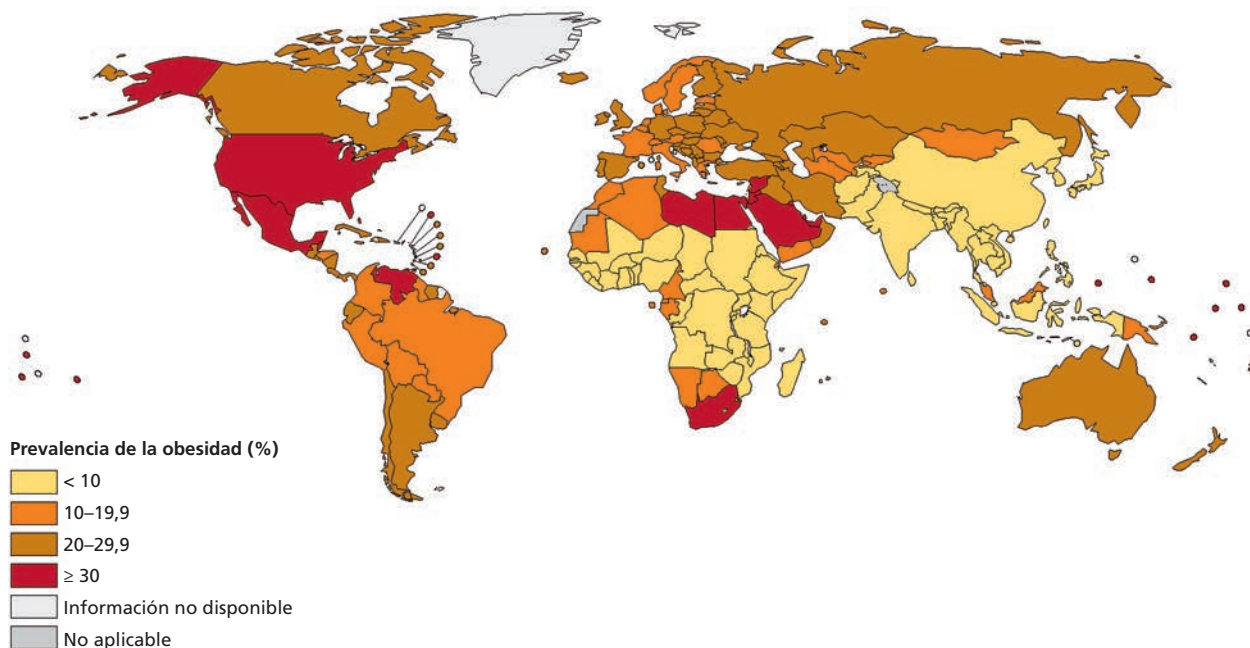 Prevalencia de la obesidad (%)
< 10
10–19,9
20–29,9
≥ 30
Información no disponible
No aplicable